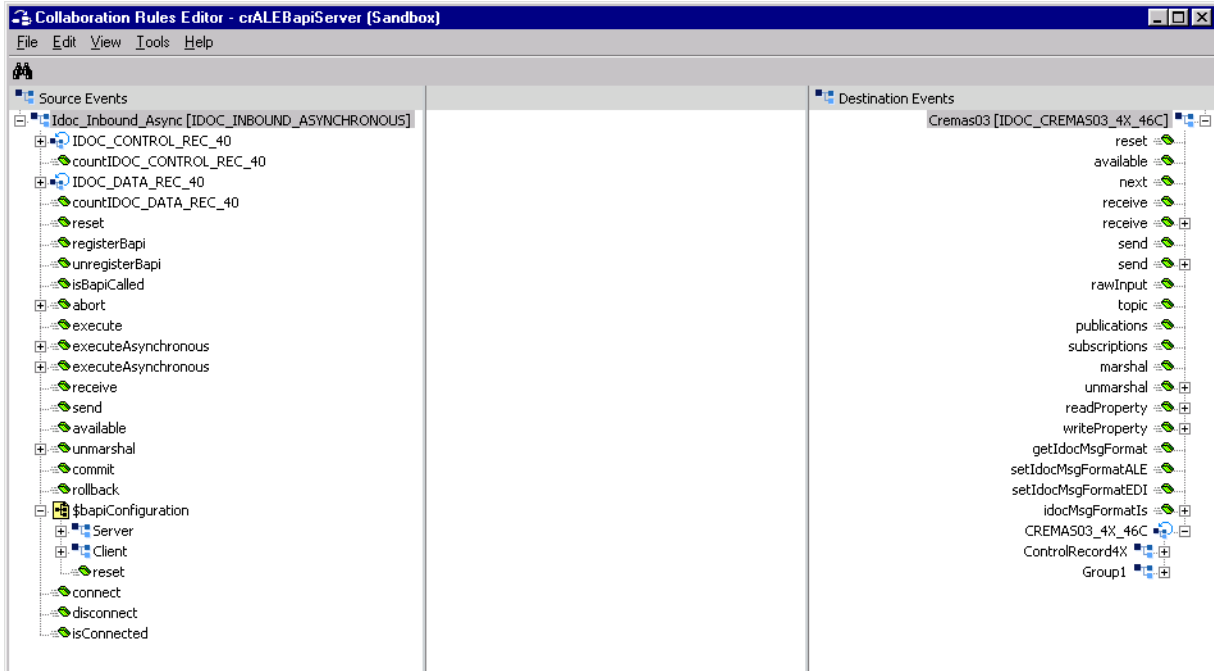 Collaboration Rules Editor - crALEBapiServer (Sandbox)
File Edit View Tools Help
Source Events
Idoc_Inbound_Async [IDOC_INBOUND_ASYNCHRONOUS]
IDOC_CONTROL_REC_40
countIDOC_CONTROL_REC_40
IDOC_DATA_REC_40
countIDOC_DATA_REC_40
reset
registerBapi
unregisterBapi
isBapiCalled
abort
execute
executeAsynchronous
executeAsynchronous
receive
send
available
unmarshal
commit
rollback
$bapiConfiguration
Server
Client
reset
connect
disconnect
isConnected
Destination Events
Cremas03 [IDOC_CREMAS03_4X_46C]
reset
available
next
receive
receive
send
send
rawInput
topic
publications
subscriptions
marshal
unmarshal
readProperty
writeProperty
getIdocMsgFormat
setIdocMsgFormatALE
setIdocMsgFormatEDI
idocMsgFormatIs
CREMAS03_4X_46C
ControlRecord4X
Group1